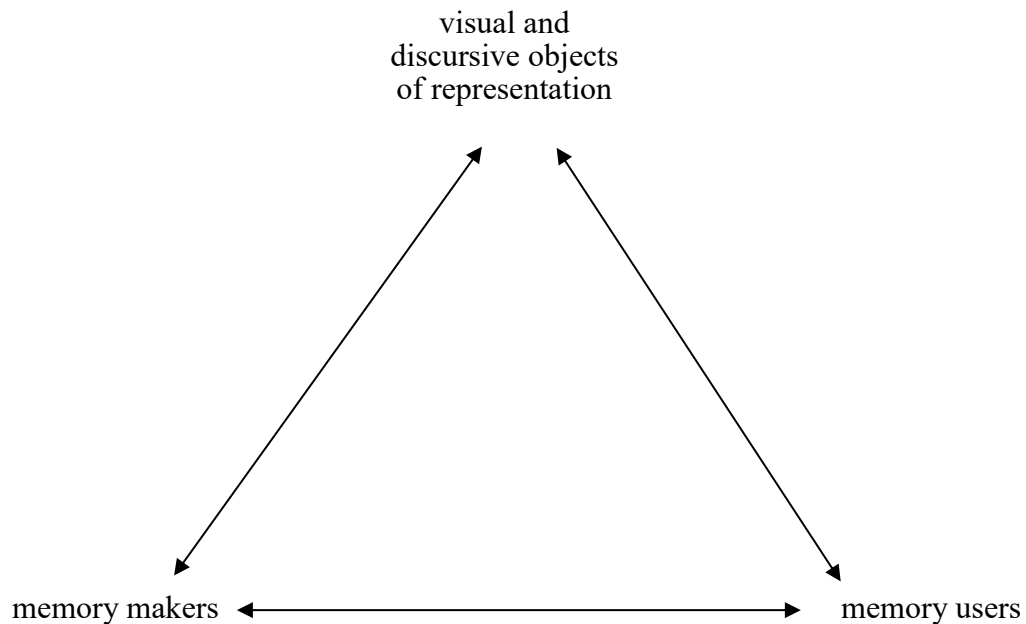 visual and
discursive objects
of representation
memory makers
memory users